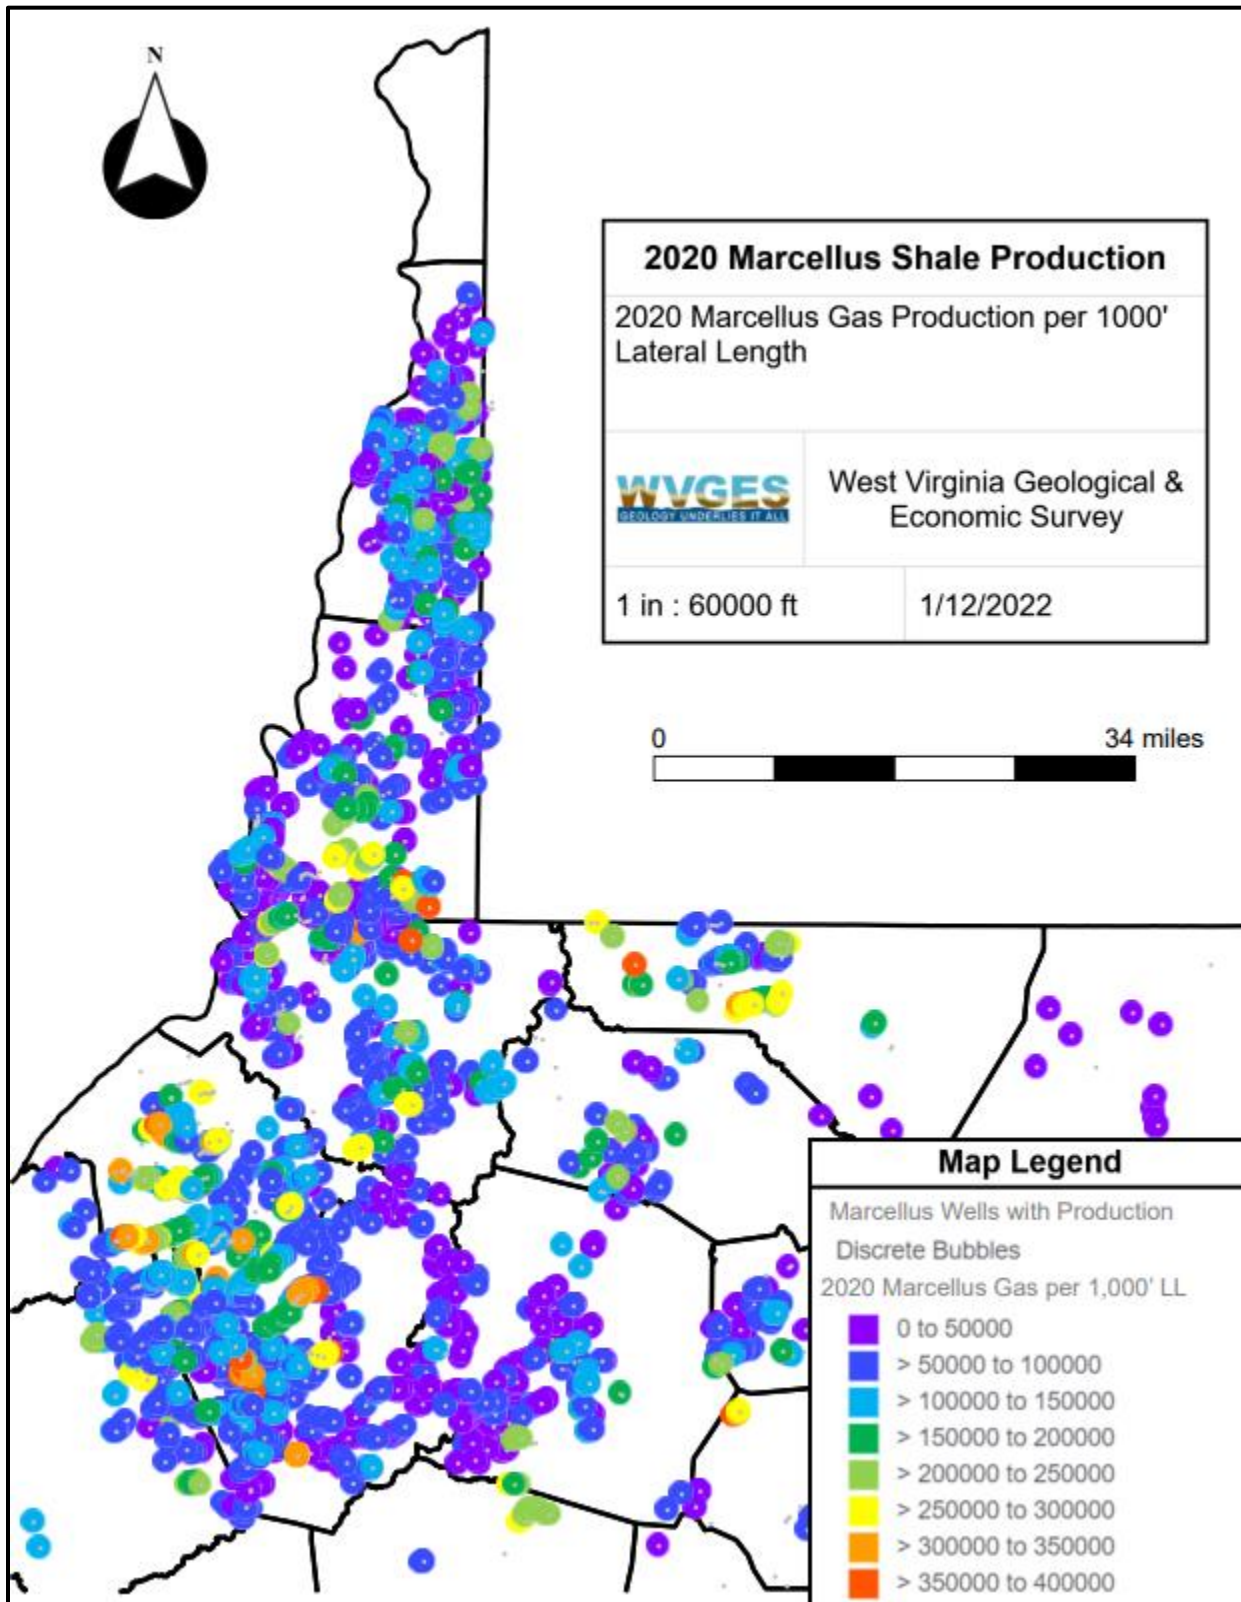 N
2020 Marcellus Shale Production
2020 Marcellus Gas Production per 1000'
Lateral Length
WVGES
GEOLOGY UNDERLIES IT ALL
West Virginia Geological &
Economic Survey
1 in : 60000 ft
1/12/2022
0
34 miles
Map Legend
Marcellus Wells with Production
Discrete Bubbles
2020 Marcellus Gas per 1,000' LL
0 to 50000
> 50000 to 100000
> 100000 to 150000
> 150000 to 200000
> 200000 to 250000
> 250000 to 300000
> 300000 to 350000
> 350000 to 400000